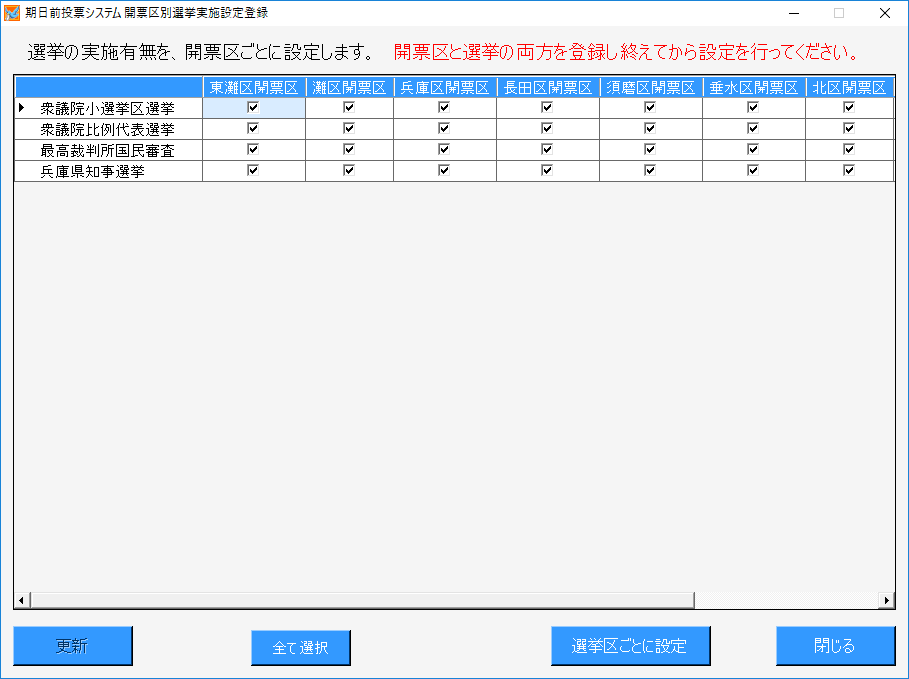 期日前投票システム 開票区別選挙実施設定登録
選挙の実施有無を、開票区ごとに設定します。 開票区と選挙の両方を登録し終えてから設定を行ってください。
東灘区開票区 灘区開票区 兵庫区開票区 長田区開票区 須磨区開票区 垂水区開票区 北区開票区
衆議院小選挙区選挙
衆議院比例代表選挙
最高裁判所国民審査
兵庫県知事選挙
更新 全て選択 選挙区ごとに設定 閉じる